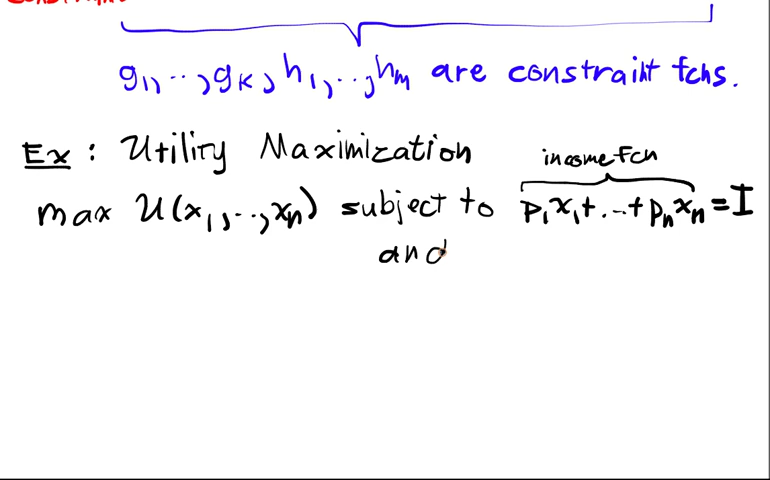 g1,..,gk, h1,..,hm are constraint fchs.
Ex: Utility Maximization
income fcn
max U(x1,..,xn) subject to p1x1+...+pnxn=I
and